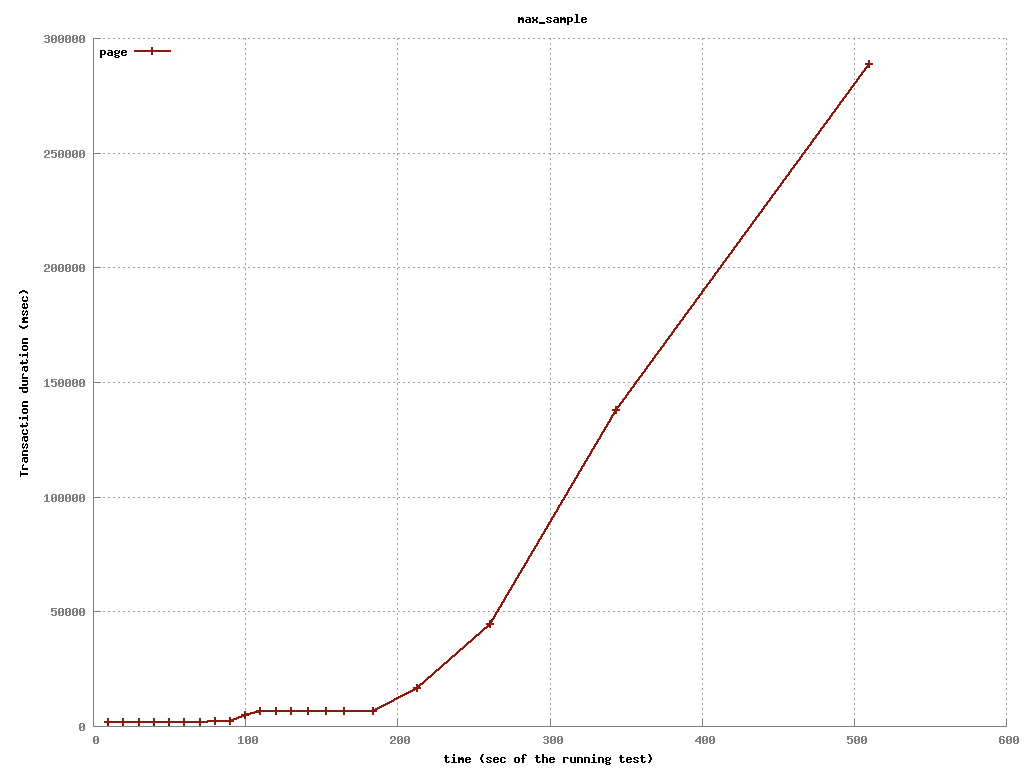 max_sample
300000
page
250000
200000
150000
100000
50000
0
Transaction duration (msec)
0 100 200 300 400 500 600
time (sec of the running test)